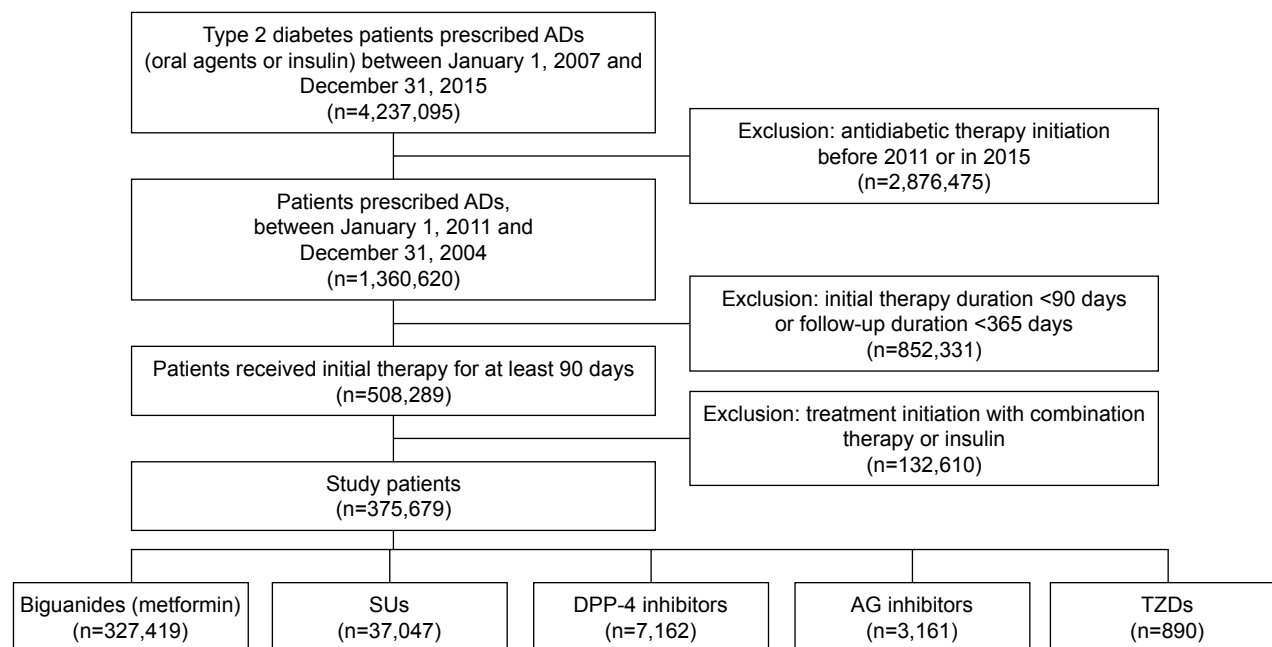 Type 2 diabetes patients prescribed ADs
(oral agents or insulin) between January 1, 2007 and
December 31, 2015
(n=4,237,095)
Exclusion: antidiabetic therapy initiation
before 2011 or in 2015
(n=2,876,475)
Patients prescribed ADs,
between January 1, 2011 and
December 31, 2004
(n=1,360,620)
Exclusion: initial therapy duration <90 days
or follow-up duration <365 days
(n=852,331)
Patients received initial therapy for at least 90 days
(n=508,289)
Exclusion: treatment initiation with combination
therapy or insulin
(n=132,610)
Study patients
(n=375,679)
Biguanides (metformin)
(n=327,419)
SUs
(n=37,047)
DPP-4 inhibitors
(n=7,162)
AG inhibitors
(n=3,161)
TZDs
(n=890)